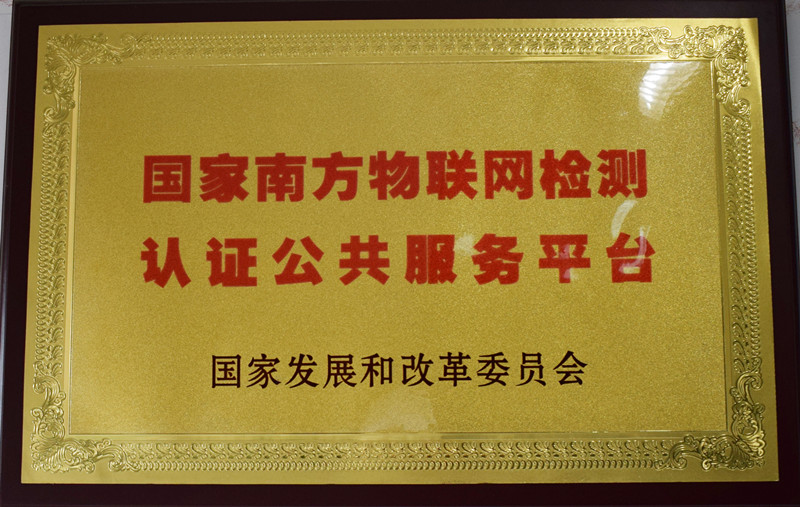 国家南方物联网检测
认证公共服务平台
国家发展和改革委员会